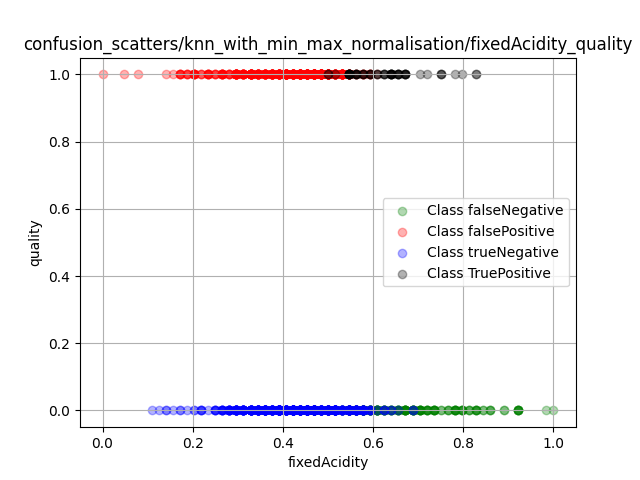 confusion_scatters/knn_with_min_max_normalisation/fixedAcidity_quality
1.0
0.8
0.6
0.4
0.2
0.0
quality
Class falseNegative
Class falsePositive
Class trueNegative
Class TruePositive
0.0 0.2 0.4 0.6 0.8 1.0
fixedAcidity